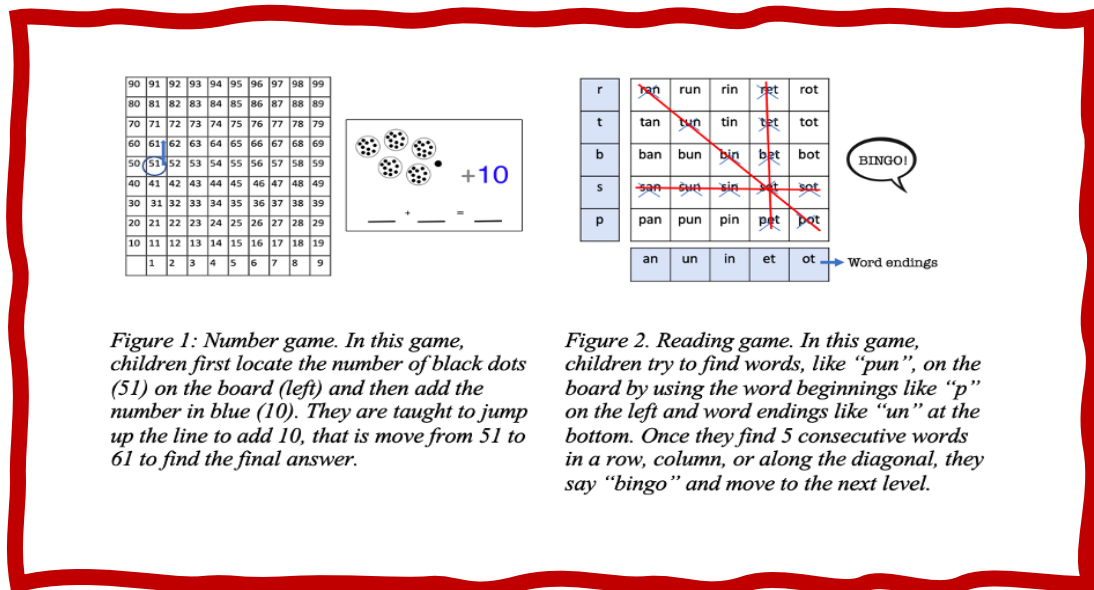 90 91 92 93 94 95 96 97 98 99
80 81 82 83 84 85 86 87 88 89
70 71 72 73 74 75 76 77 78 79
60 61 62 63 64 65 66 67 68 69
50 51 52 53 54 55 56 57 58 59
40 41 42 43 44 45 46 47 48 49
30 31 32 33 34 35 36 37 38 39
20 21 22 23 24 25 26 27 28 29
10 11 12 13 14 15 16 17 18 19
1 2 3 4 5 6 7 8 9
+10
___ + ___ = ___
r ran run rin ret rot
t tan tun tin tet tot
b ban bun bin bet bot
s san sun sin set sot
p pan pun pin pet pot
an un in et ot
Word endings
BINGO!
Figure 1: Number game. In this game,
children first locate the number of black dots
(51) on the board (left) and then add the
number in blue (10). They are taught to jump
up the line to add 10, that is move from 51 to
61 to find the final answer.
Figure 2. Reading game. In this game,
children try to find words, like “pun”, on the
board by using the word beginnings like “p”
on the left and word endings like “un” at the
bottom. Once they find 5 consecutive words
in a row, column, or along the diagonal, they
say “bingo” and move to the next level.